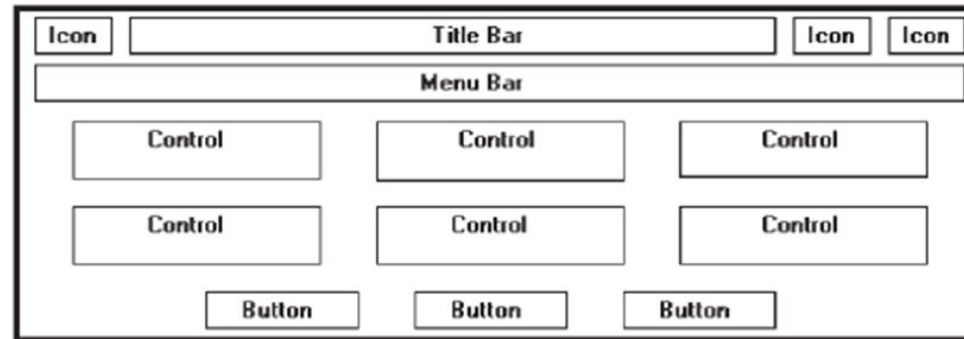 Icon Title Bar Icon Icon
Menu Bar
Control Control Control
Control Control Control
Button Button Button